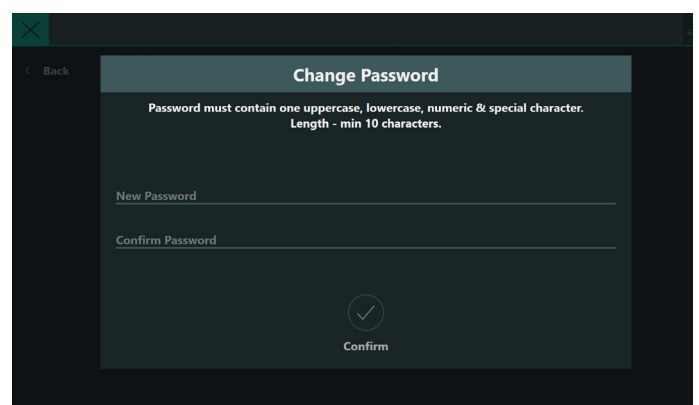 < Back
Change Password
Password must contain one uppercase, lowercase, numeric & special character.
Length - min 10 characters.
New Password
Confirm Password
Confirm